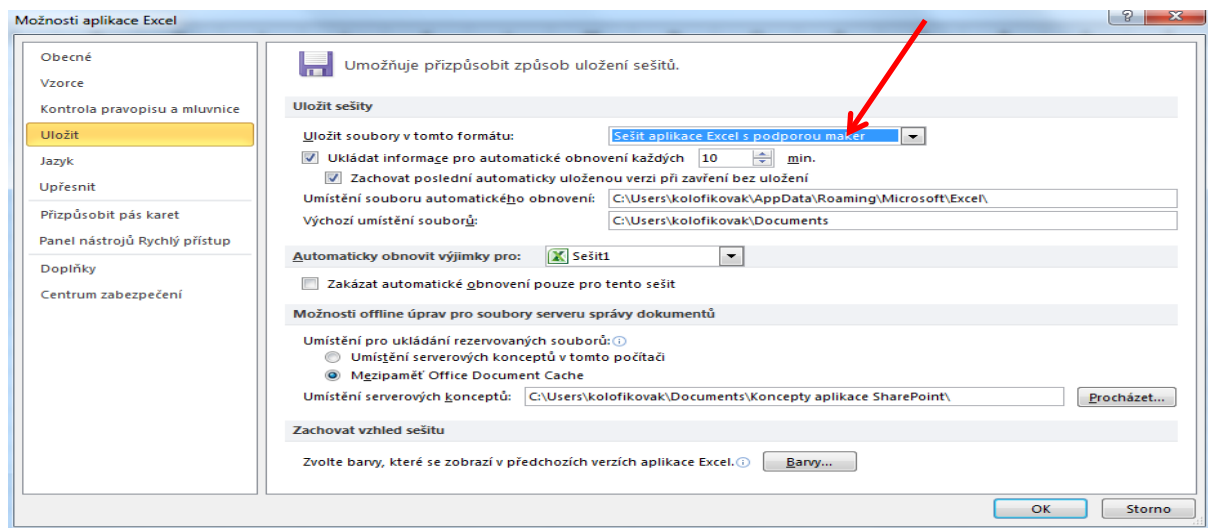 Možnosti aplikace Excel
Obecné
Vzorce
Kontrola pravopisu a mluvnice
Uložit
Jazyk
Upřesnit
Přizpůsobit pás karet
Panel nástrojů Rychlý přístup
Doplňky
Centrum zabezpečení
Umožňuje přizpůsobit způsob uložení sešitů.
Uložit sešity
Uložit soubory v tomto formátu: Sešit aplikace Excel s podporou maker
Ukládat informace pro automatické obnovení každých 10 min.
Zachovat poslední automaticky uloženou verzi při zavření bez uložení
Umístění souboru automatického obnovení: C:\Users\kolofikovak\AppData\Roaming\Microsoft\Excel\
Výchozí umístění souborů: C:\Users\kolofikovak\Documents
Automaticky obnovit výjimky pro: Sešit1
Zakázat automatické obnovení pouze pro tento sešit
Možnosti offline úprav pro soubory serveru správy dokumentů
Umístění pro ukládání rezervovaných souborů:
Umístění serverových konceptů v tomto počítači
Mezipaměť Office Document Cache
Umístění serverových konceptů: C:\Users\kolofikovak\Documents\Koncepty aplikace SharePoint\ Procházet...
Zachovat vzhled sešitu
Zvolte barvy, které se zobrazí v předchozích verzích aplikace Excel. Barvy...
OK Storno